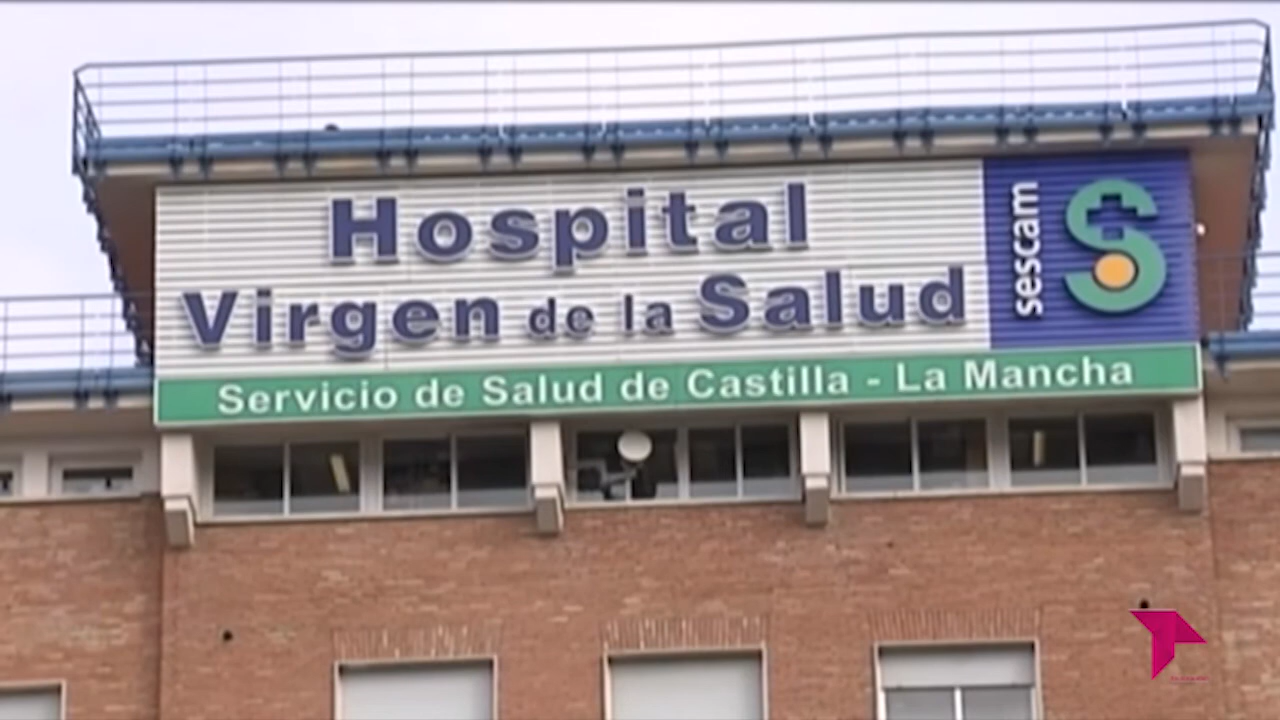 Hospital
Virgen de la Salud
sescam
Servicio de Salud de Castilla - La Mancha